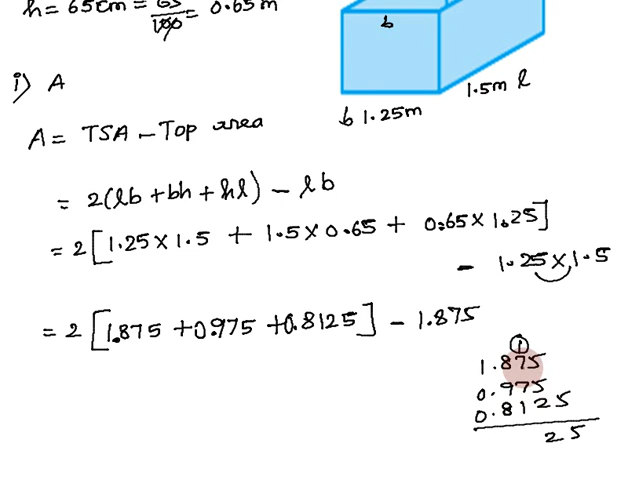 h = 65cm = 65/100 = 0.65 m
b
1.5m l
b 1.25m
i) A
A = TSA - Top area
= 2(lb + bh + hl) - lb
= 2[1.25 × 1.5 + 1.5 × 0.65 + 0.65 × 1.25]
- 1.25 × 1.5
= 2[1.875 + 0.975 + 0.8125] - 1.875
1
1.875
0.975
0.8125
25